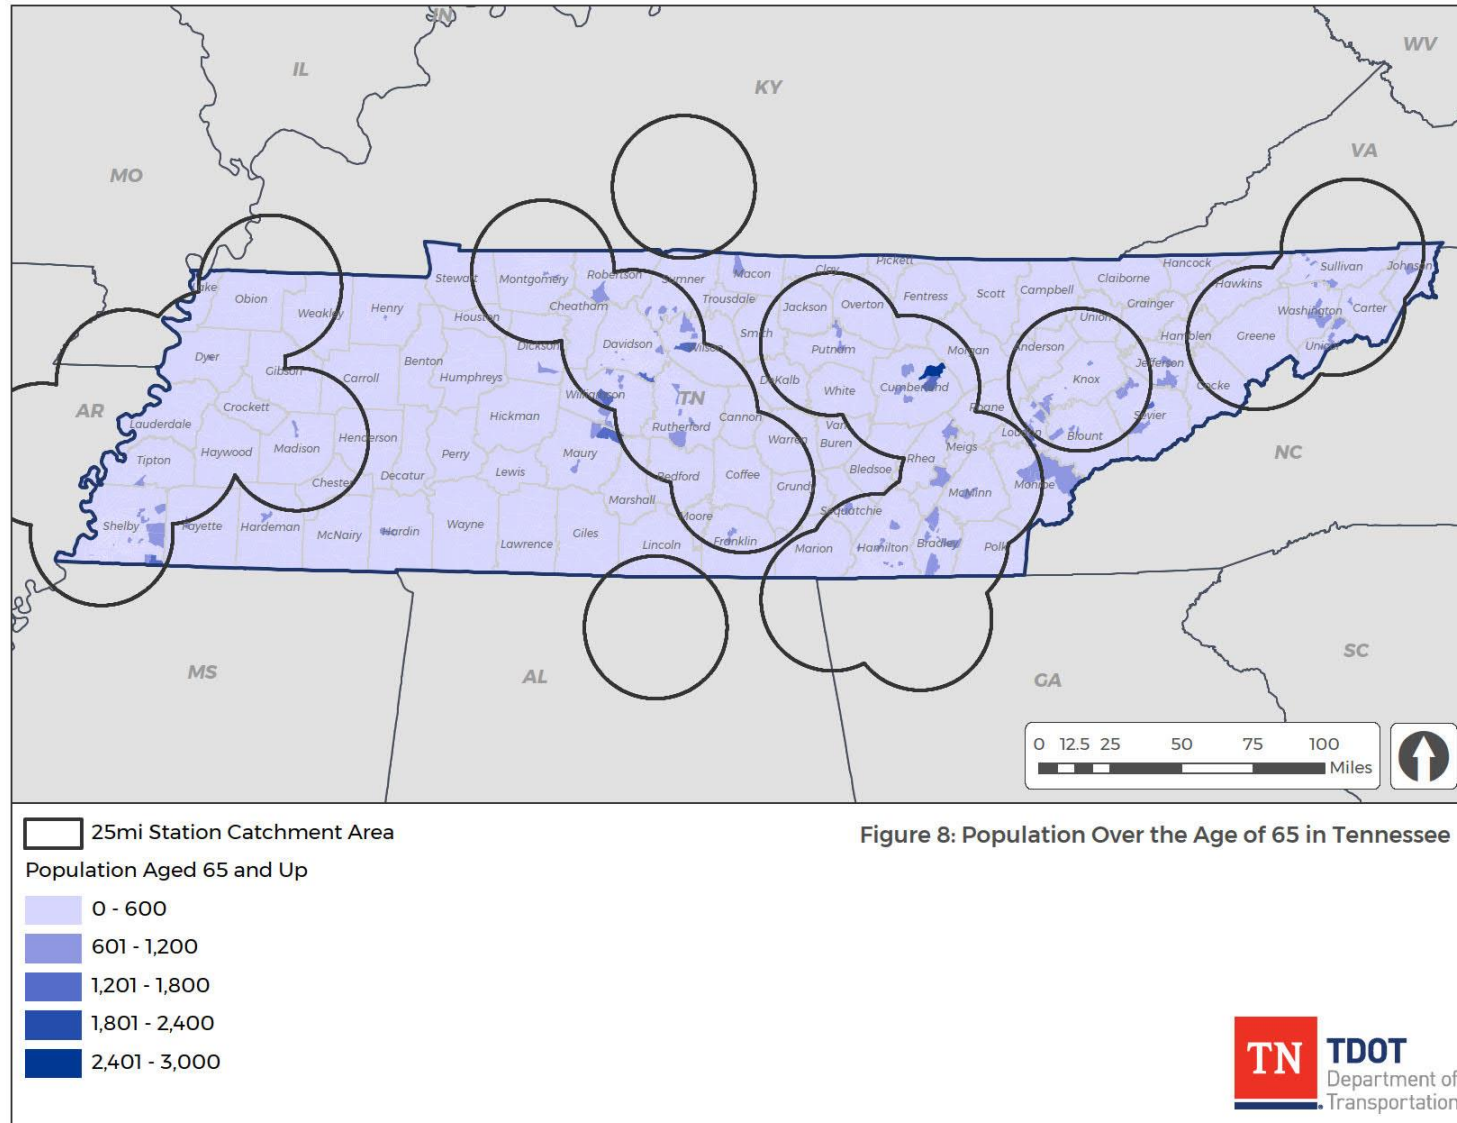 IN
WV
IL
KY
VA
MO
Pickett
Hancock
Stewart
Montgomery
Robertson
Sumner
Macon
Clay
Claiborne
Sullivan
Johnson
Lake
Obion
Cheatham
Trousdale
Jackson
Overton
Fentress
Scott
Campbell
Grainger
Hawkins
Weakley
Henry
Houston
Smith
Union
Hamblen
Greene
Washington
Carter
Dyer
Gibson
Carroll
Benton
Humphreys
Dickson
Davidson
Wilson
Putnam
Morgan
Anderson
Jefferson
Unicoi
AR
Crockett
Hickman
Williamson
TN
DeKalb
White
Cumberland
Knox
Cocke
Lauderdale
Haywood
Madison
Henderson
Rutherford
Cannon
Van
Buren
Roane
Loudon
Blount
Sevier
NC
Tipton
Chester
Decatur
Perry
Lewis
Maury
Bedford
Coffee
Warren
Grundy
Bledsoe
Rhea
Meigs
McMinn
Monroe
Shelby
Fayette
Hardeman
McNairy
Hardin
Wayne
Lawrence
Giles
Marshall
Moore
Lincoln
Franklin
Marion
Sequatchie
Hamilton
Bradley
Polk
MS
AL
GA
SC
0 12.5 25 50 75 100
Miles
25mi Station Catchment Area
Figure 8: Population Over the Age of 65 in Tennessee
Population Aged 65 and Up
0 - 600
601 - 1,200
1,201 - 1,800
1,801 - 2,400
2,401 - 3,000
TN
TDOT
Department of
Transportation